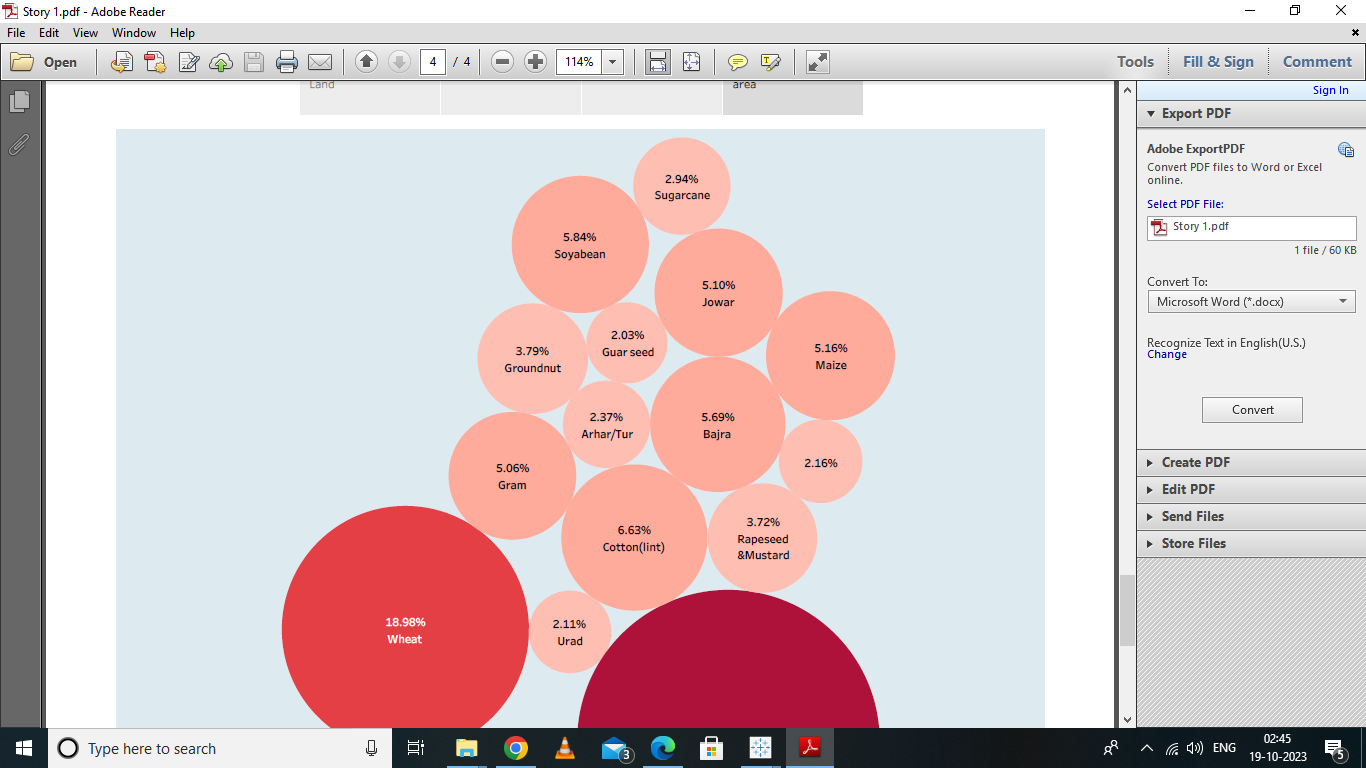 Story 1.pdf - Adobe Reader
File Edit View Window Help
Open 4 / 4 114% Tools Fill & Sign Comment
Sign In
Land
area
2.94%
Sugarcane
5.84%
Soyabean
5.10%
Jowar
2.03%
Guar seed
3.79%
Groundnut
5.16%
Maize
2.37%
Arhar/Tur
5.69%
Bajra
5.06%
Gram
2.16%
6.63%
Cotton(lint)
3.72%
Rapeseed
&Mustard
18.98%
Wheat
2.11%
Urad
Export PDF
Adobe ExportPDF
Convert PDF files to Word or Excel
online.
Select PDF File:
Story 1.pdf
1 file / 60 KB
Convert To:
Microsoft Word (*.docx)
Recognize Text in English(U.S.)
Change
Convert
Create PDF
Edit PDF
Send Files
Store Files
Type here to search
3
ENG
02:45
19-10-2023
5